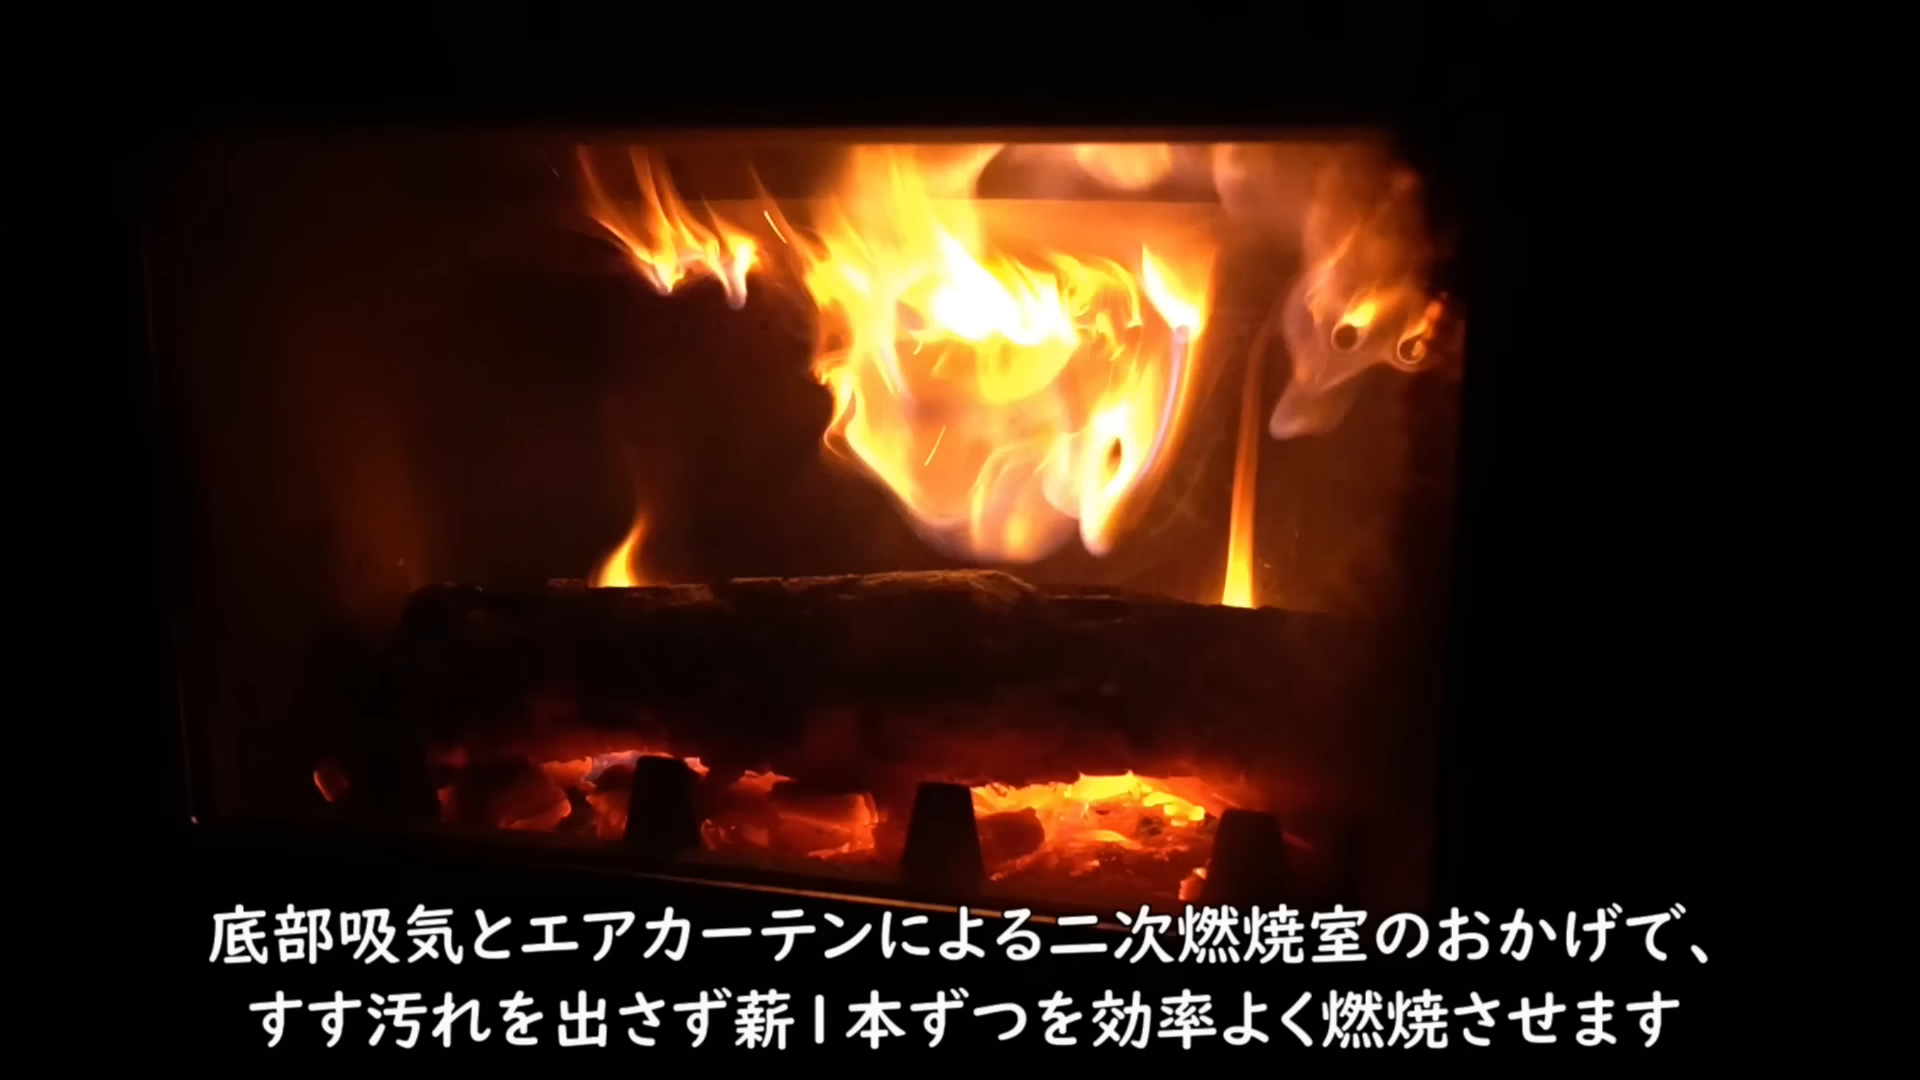 底部吸気とエアカーテンによる二次燃焼室のおかげで、
すす汚れを出さず薪1本ずつを効率よく燃焼させます